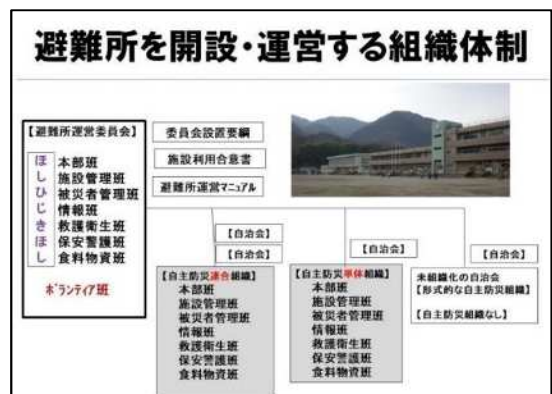 避難所を開設・運営する組織体制
【避難所運営委員会】
ほ 本部班
し 施設管理班
ひ 被災者管理班
じ 情報班
き 救護衛生班
ほ 保安警護班
し 食料物資班
ボランティア班
委員会設置要綱
施設利用合意書
避難所運営マニュアル
【自治会】
【自治会】
【自主防災連合組織】
本部班
施設管理班
被災者管理班
情報班
救護衛生班
保安警護班
食料物資班
【自治会】
【自主防災単体組織】
本部班
施設管理班
被災者管理班
情報班
救護衛生班
保安警護班
食料物資班
【自治会】
未組織化の自治会
【形式的な自主防災組織】
【自主防災組織なし】